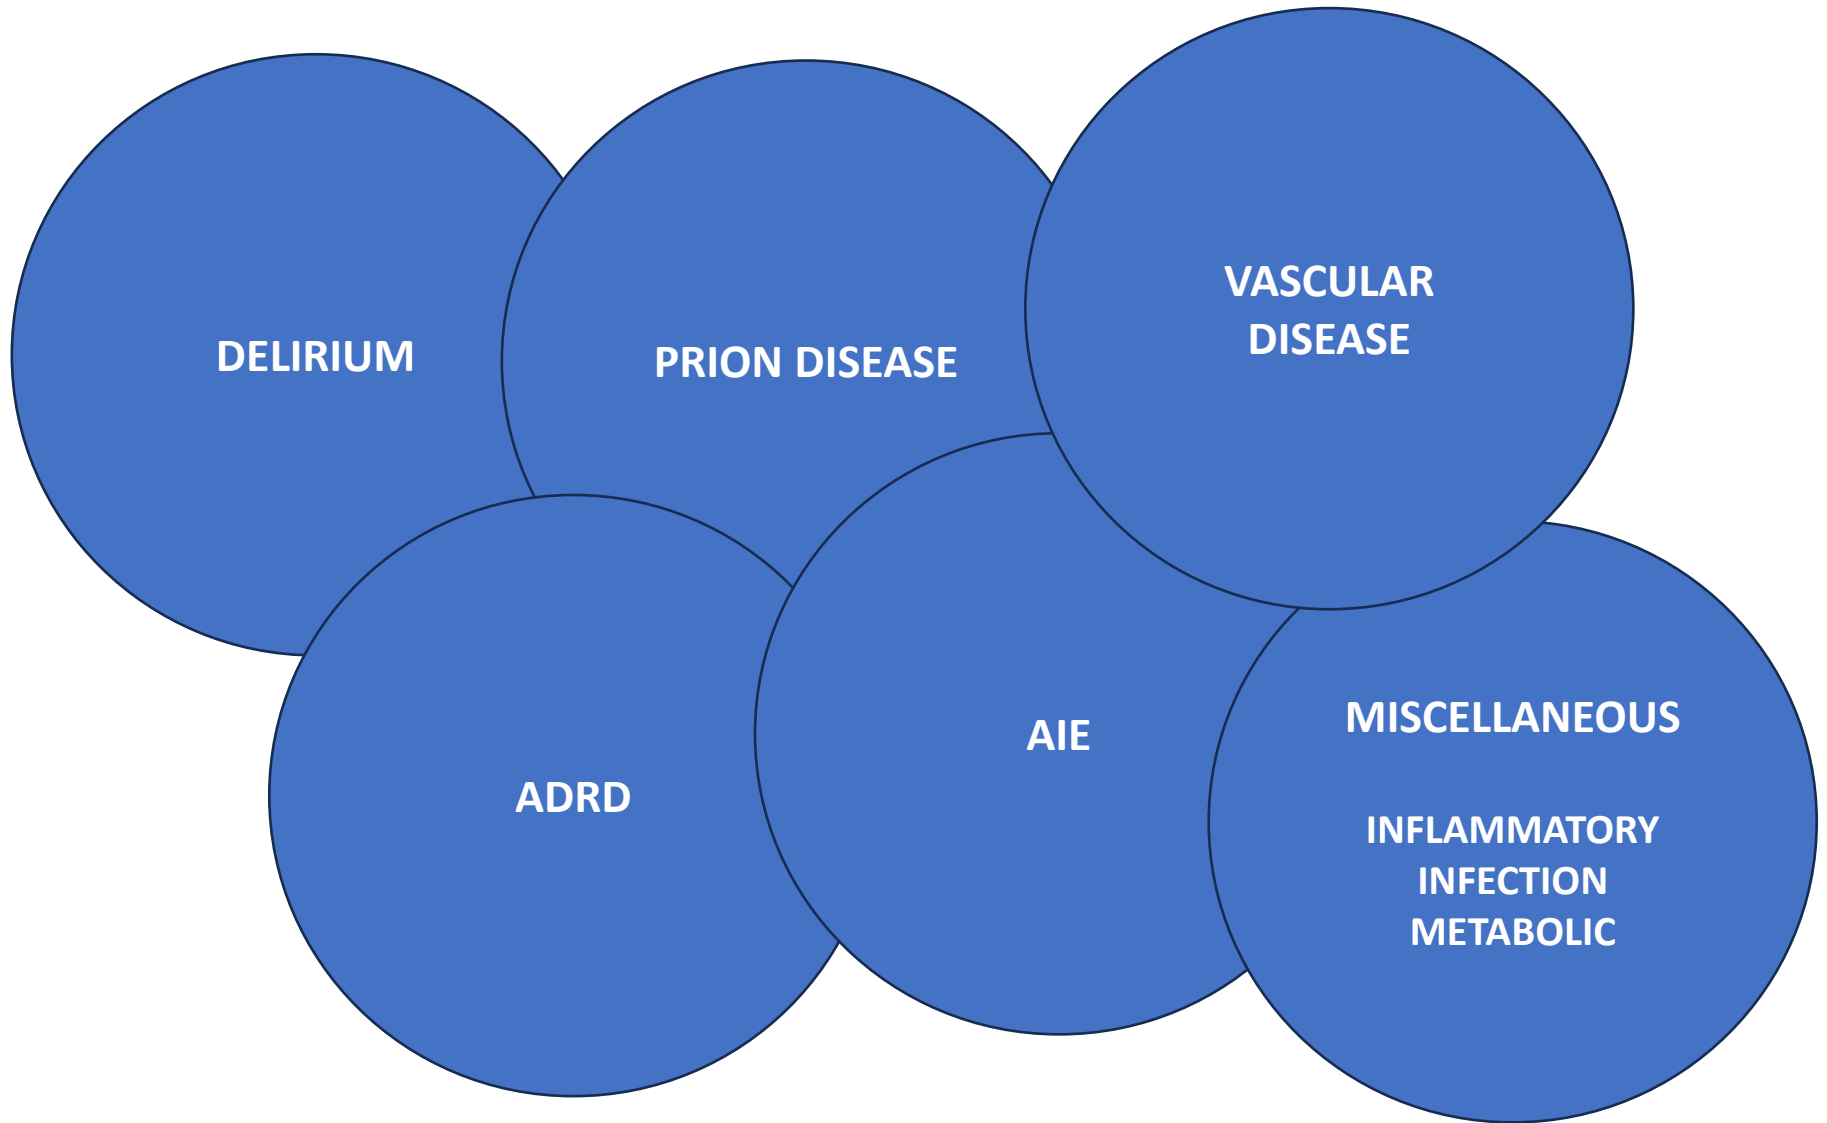 DELIRIUM
PRION DISEASE
VASCULAR
DISEASE
ADRD
AIE
MISCELLANEOUS
INFLAMMATORY
INFECTION
METABOLIC